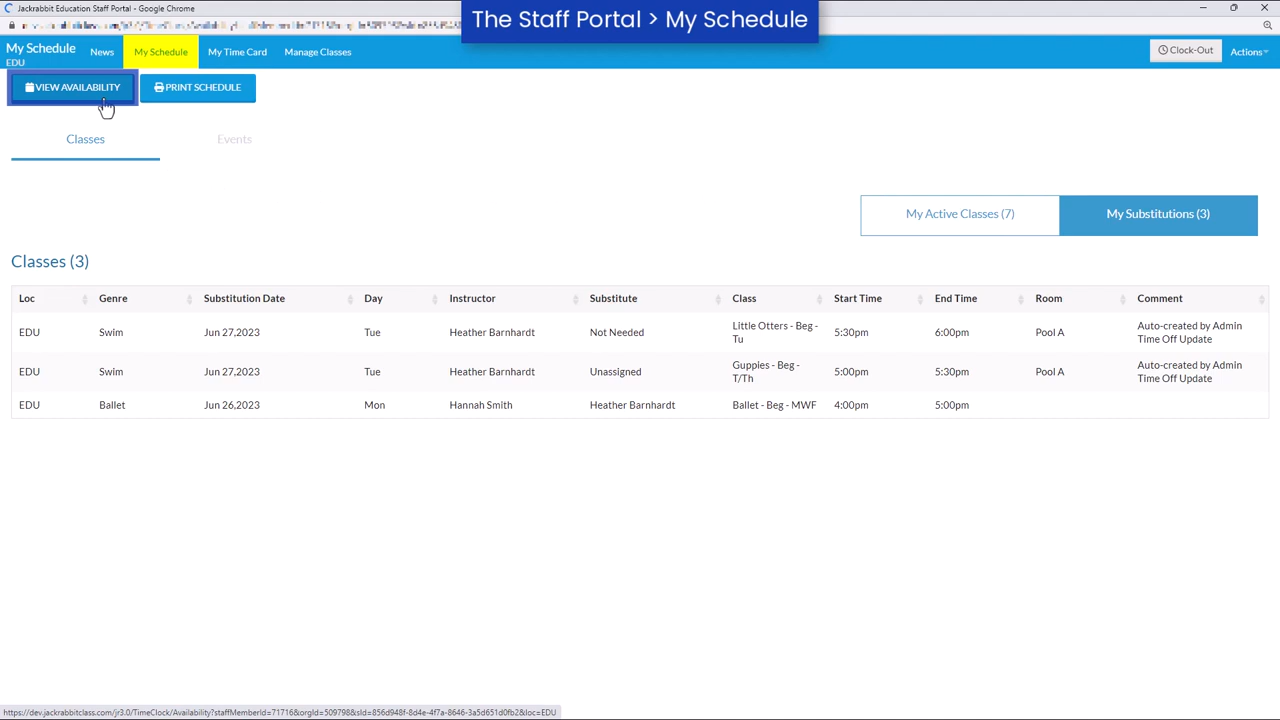 Jackrabbit Education Staff Portal - Google Chrome
The Staff Portal > My Schedule
My Schedule
EDU
News
My Schedule
My Time Card
Manage Classes
Clock-Out
Actions
VIEW AVAILABILITY
PRINT SCHEDULE
Classes
Events
My Active Classes (7)
My Substitutions (3)
Classes (3)
Loc Genre Substitution Date Day Instructor Substitute Class Start Time End Time Room Comment
EDU Swim Jun 27,2023 Tue Heather Barnhardt Not Needed Little Otters - Beg - Tu 5:30pm 6:00pm Pool A Auto-created by Admin Time Off Update
EDU Swim Jun 27,2023 Tue Heather Barnhardt Unassigned Guppies - Beg - T/Th 5:00pm 5:30pm Pool A Auto-created by Admin Time Off Update
EDU Ballet Jun 26,2023 Mon Hannah Smith Heather Barnhardt Ballet - Beg - MWF 4:00pm 5:00pm
https://dev.jackrabbitclass.com/jr3.0/TimeClock/Availability?staffMemberId=71716&orgId=509798&sId=856d948f-8d4e-4f7a-8646-3a5d651d0fb2&loc=EDU